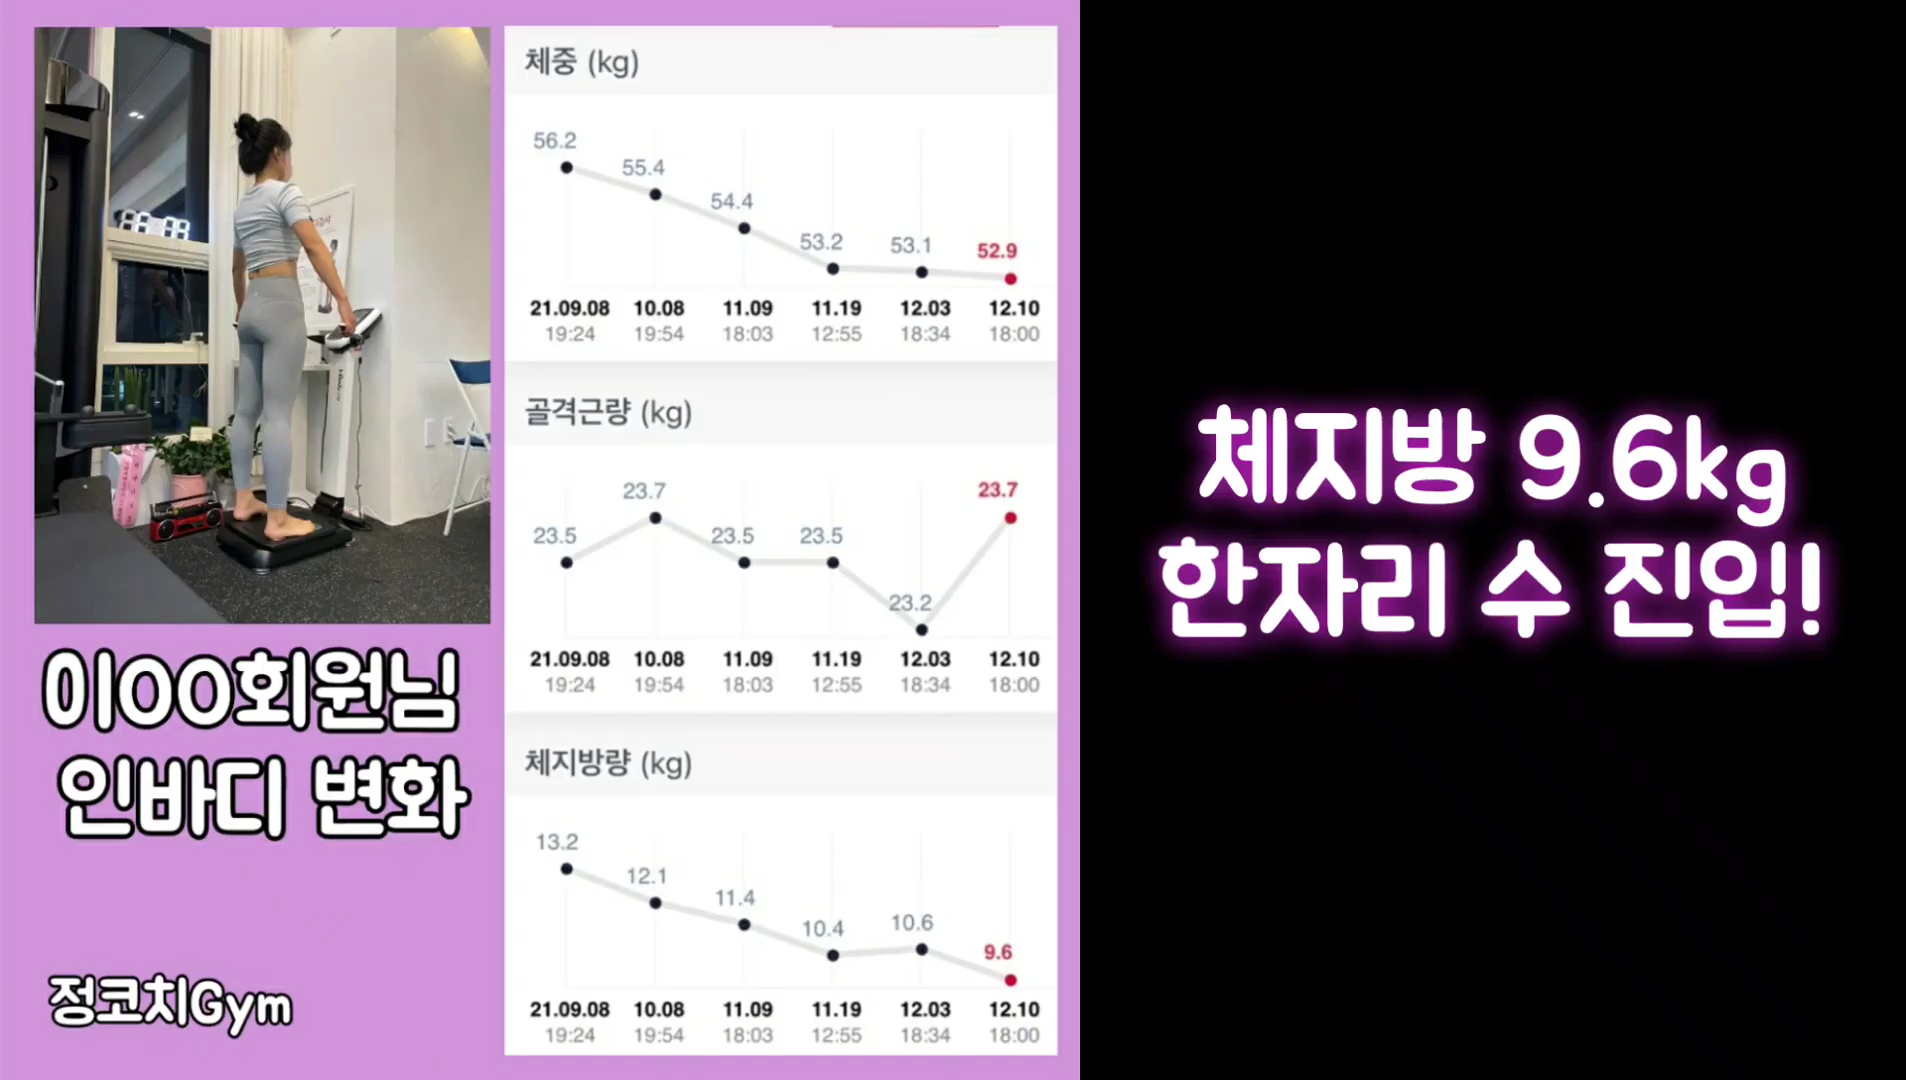 체중 (kg)
56.2
55.4
54.4
53.2
53.1
52.9
21.09.08 10.08 11.09 11.19 12.03 12.10
19:24 19:54 18:03 12:55 18:34 18:00
골격근량 (kg)
23.5
23.7
23.5
23.5
23.2
23.7
21.09.08 10.08 11.09 11.19 12.03 12.10
19:24 19:54 18:03 12:55 18:34 18:00
체지방량 (kg)
13.2
12.1
11.4
10.4
10.6
9.6
21.09.08 10.08 11.09 11.19 12.03 12.10
19:24 19:54 18:03 12:55 18:34 18:00
이OO회원님
인바디 변화
정코치Gym
체지방 9.6kg
한자리 수 진입!